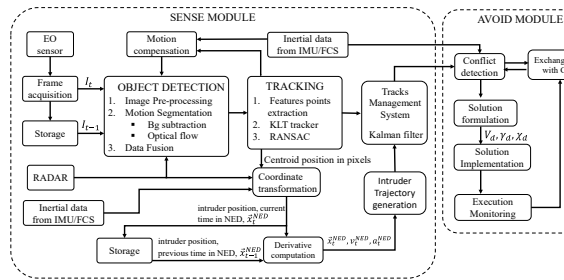 SENSE MODULE
AVOID MODULE
EO
sensor
Motion
compensation
Inertial data
from IMU/FCS
Frame
acquisition
I_t
Storage
I_{t-1}
OBJECT DETECTION
1. Image Pre-processing
2. Motion Segmentation
▪ Bg subtraction
▪ Optical flow
3. Data Fusion
TRACKING
1. Features points
extraction
2. KLT tracker
3. RANSAC
Tracks
Management
System
Kalman filter
Conflict
detection
Solution
formulation
V_d, γ_d, χ_d
Solution
Implementation
Execution
Monitoring
RADAR
Centroid position in pixels
Coordinate
transformation
Inertial data
from IMU/FCS
intruder position, current
time in NED, x⃗_t^{NED}
Intruder
Trajectory
generation
Storage
intruder position,
previous time in NED, x⃗_{t-1}^{NED}
Derivative
computation
x⃗_t^{NED}, v_t^{NED}, a_t^{NED}